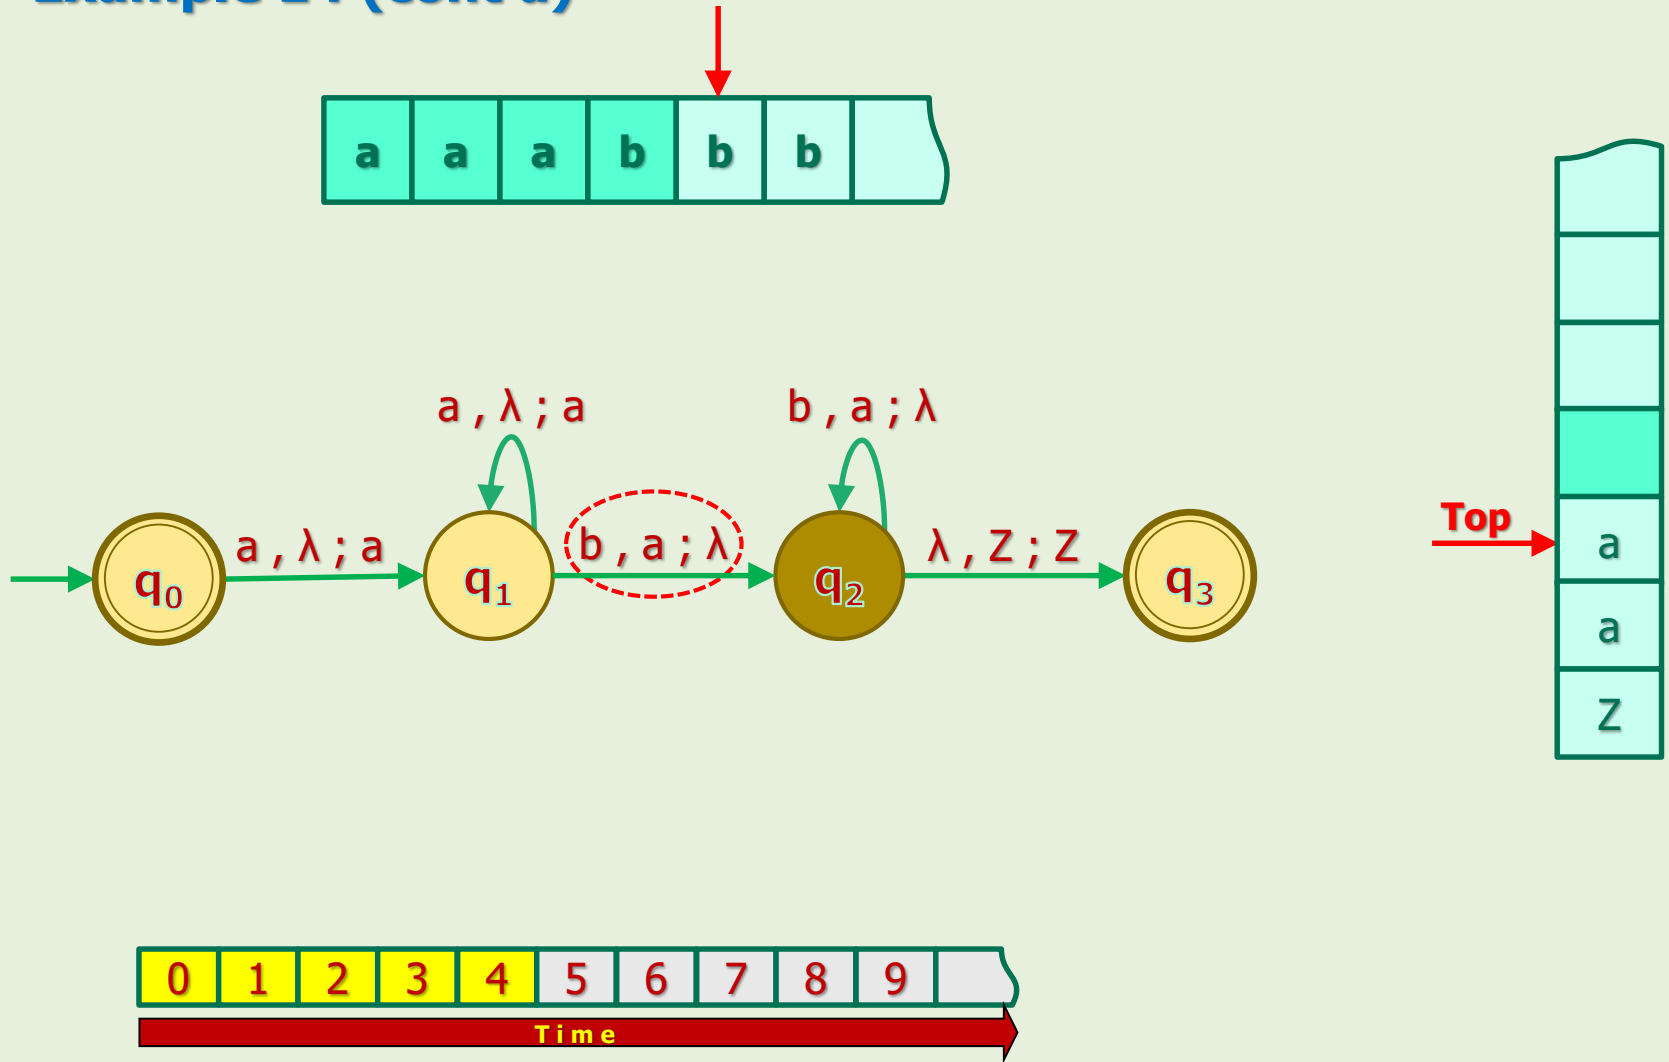 a a a b b b
a,λ;a b,a;λ
a,λ;a b,a;λ λ,Z;Z
q0 q1 q2 q3
Top
a
a
Z
0 1 2 3 4 5 6 7 8 9
Time